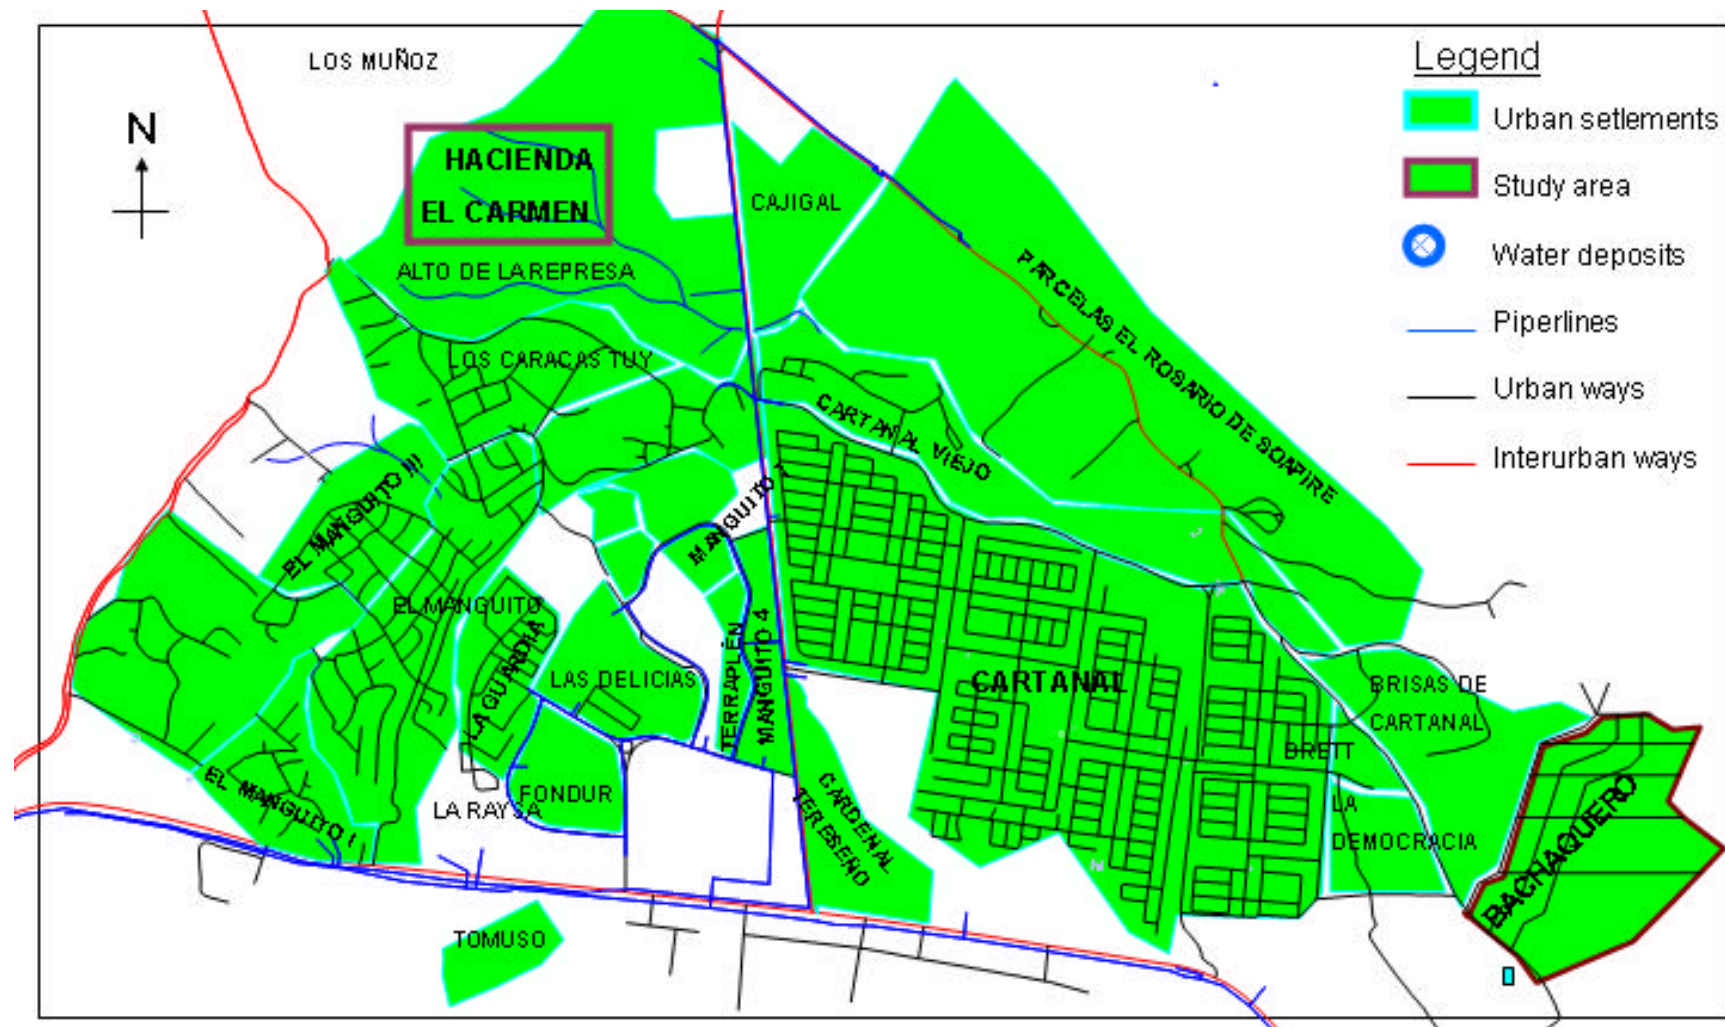 LOS MUÑOZ
N
HACIENDA
EL CARMEN
ALTO DE LA REPRESA
CAJIGAL
LOS CARACAS TUY
PARCELAS EL ROSARIO DE SOAPIRE
CARTANAL VIEJO
EL MANGUITO III
MANGUITO
EL MANGUITO
LA GUARDIA
LAS DELICIAS
TERRAPLÉN
MANGUITO 4
CARTANAL
BRISAS DE
CARTANAL
BRETT
EL MANGUITO I
LA RAYSA
FONDUR
CARDENAL
TERESEÑO
LA
DEMOCRACIA
BACHAQUERO
TOMUSO
Legend
Urban setlements
Study area
Water deposits
Piperlines
Urban ways
Interurban ways